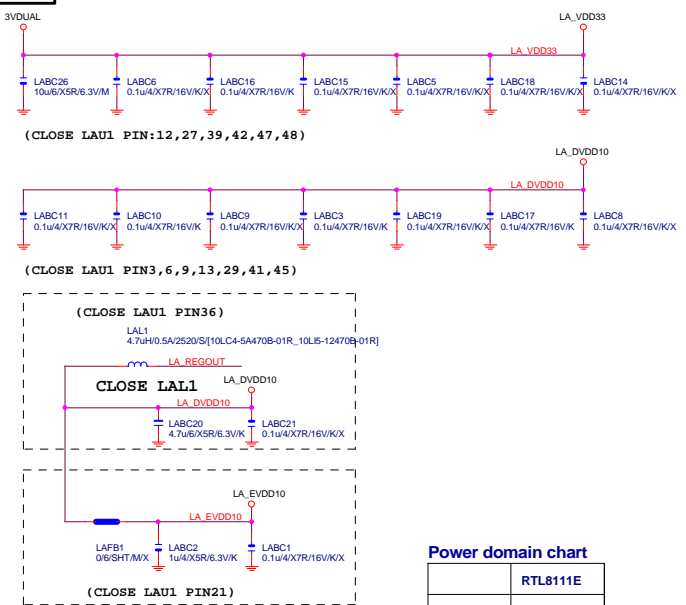 3VDUAL
LA_VDD33
LA_VDD33
LABC26
10u/6/X5R/6.3V/M
LABC6
0.1u/4/X7R/16V/K/X
LABC16
0.1u/4/X7R/16V/K
LABC15
0.1u/4/X7R/16V/K/X
LABC5
0.1u/4/X7R/16V/K/X
LABC18
0.1u/4/X7R/16V/K/X
LABC14
0.1u/4/X7R/16V/K/X
(CLOSE LAU1 PIN:12,27,39,42,47,48)
LA_DVDD10
LA_DVDD10
LABC11
0.1u/4/X7R/16V/K/X
LABC10
0.1u/4/X7R/16V/K
LABC9
0.1u/4/X7R/16V/K/X
LABC3
0.1u/4/X7R/16V/K
LABC19
0.1u/4/X7R/16V/K/X
LABC17
0.1u/4/X7R/16V/K
LABC8
0.1u/4/X7R/16V/K/X
(CLOSE LAU1 PIN3,6,9,13,29,41,45)
(CLOSE LAU1 PIN36)
LAL1
4.7uH/0.5A/2520/S/[10LC4-5A470B-01R_10LI5-12470B-01R]
LA_REGOUT
CLOSE LAL1
LA_DVDD10
LA_DVDD10
LABC20
4.7u/6/X5R/6.3V/K
LABC21
0.1u/4/X7R/16V/K/X
LA_EVDD10
LA_EVDD10
LAFB1
0/6/SHT/M/X
LABC2
1u/4/X5R/6.3V/K
LABC1
0.1u/4/X7R/16V/K/X
(CLOSE LAU1 PIN21)
Power domain chart
RTL8111E